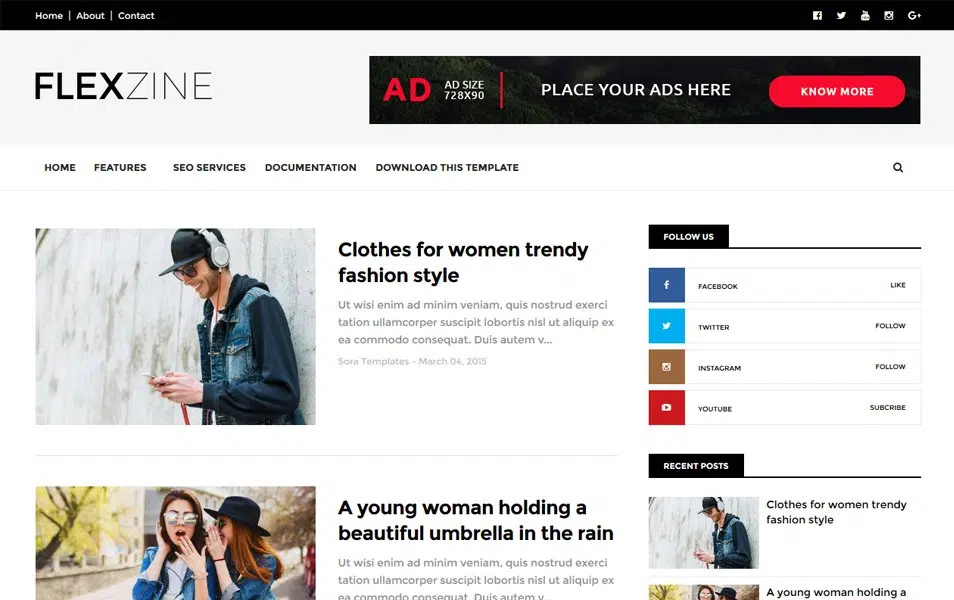 Home | About | Contact
FLEXZINE
AD
AD SIZE
728X90
PLACE YOUR ADS HERE
KNOW MORE
HOME FEATURES SEO SERVICES DOCUMENTATION DOWNLOAD THIS TEMPLATE
Clothes for women trendy
fashion style
Ut wisi enim ad minim veniam, quis nostrud exerci
tation ullamcorper suscipit lobortis nisl ut aliquip ex
ea commodo consequat. Duis autem v...
Sora Templates - March 04, 2015
A young woman holding a
beautiful umbrella in the rain
Ut wisi enim ad minim veniam, quis nostrud exerci
tation ullamcorper suscipit lobortis nisl ut aliquip ex
ea commodo consequat. Duis autem v...
FOLLOW US
FACEBOOK LIKE
TWITTER FOLLOW
INSTAGRAM FOLLOW
YOUTUBE SUBCRIBE
RECENT POSTS
Clothes for women trendy
fashion style
A young woman holding a